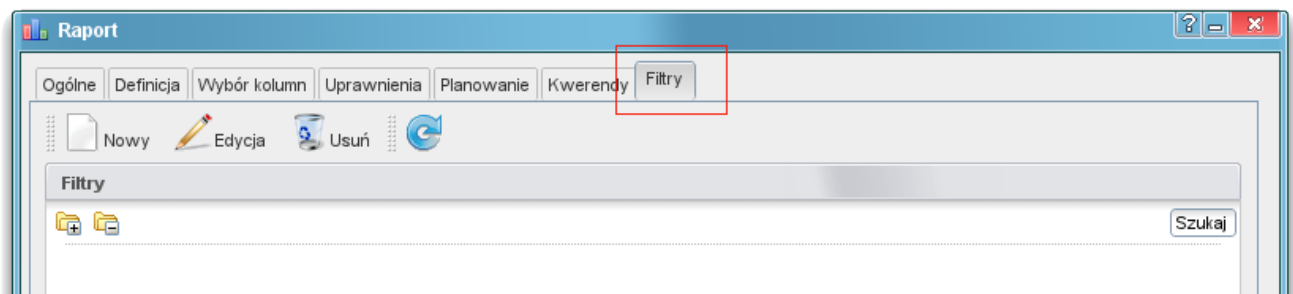 Raport
Ogólne Definicja Wybór kolumn Uprawnienia Planowanie Kwerendy Filtry
Nowy Edycja Usuń
Filtry
Szukaj